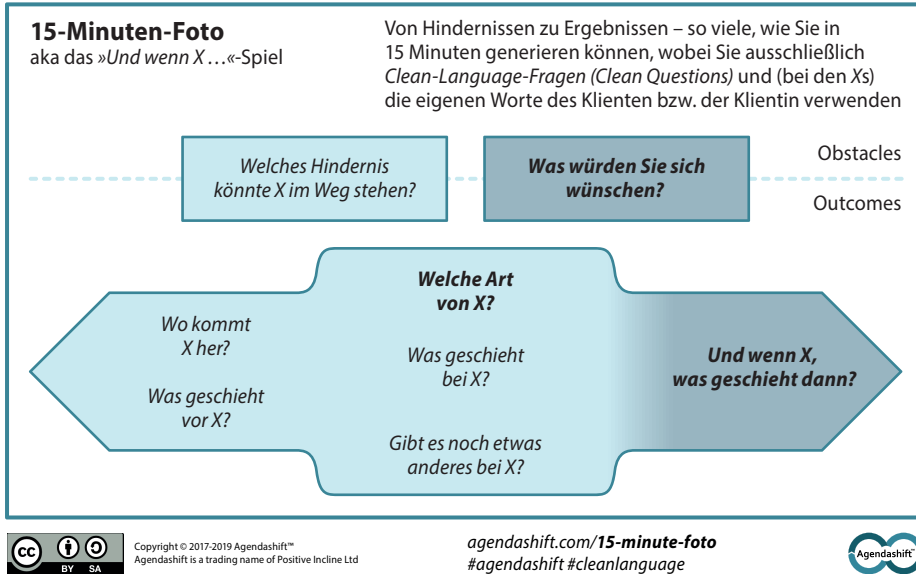 15-Minuten-Foto
aka das »Und wenn X …«-Spiel
Von Hindernissen zu Ergebnissen – so viele, wie Sie in
15 Minuten generieren können, wobei Sie ausschließlich
Clean-Language-Fragen (Clean Questions) und (bei den Xs)
die eigenen Worte des Klienten bzw. der Klientin verwenden
Welches Hindernis
könnte X im Weg stehen?
Was würden Sie sich
wünschen?
Obstacles
Outcomes
Wo kommt
X her?
Was geschieht
vor X?
Welche Art
von X?
Was geschieht
bei X?
Gibt es noch etwas
anderes bei X?
Und wenn X,
was geschieht dann?
cc
BY SA
Copyright © 2017-2019 Agendashift™
Agendashift is a trading name of Positive Incline Ltd
agendashift.com/15-minute-foto
#agendashift #cleanlanguage
Agendashift™